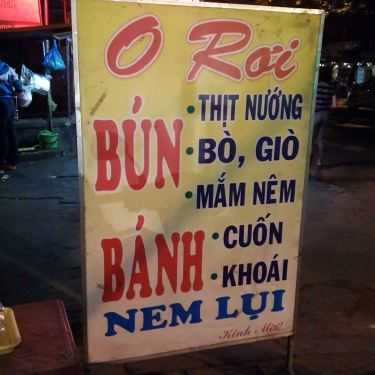 O Rơi
BÚN • THỊT NƯỚNG
• BÒ, GIÒ
• MẮM NÊM
BÁNH • CUỐN
• KHOÁI
NEM LỤI
Kính Mời!